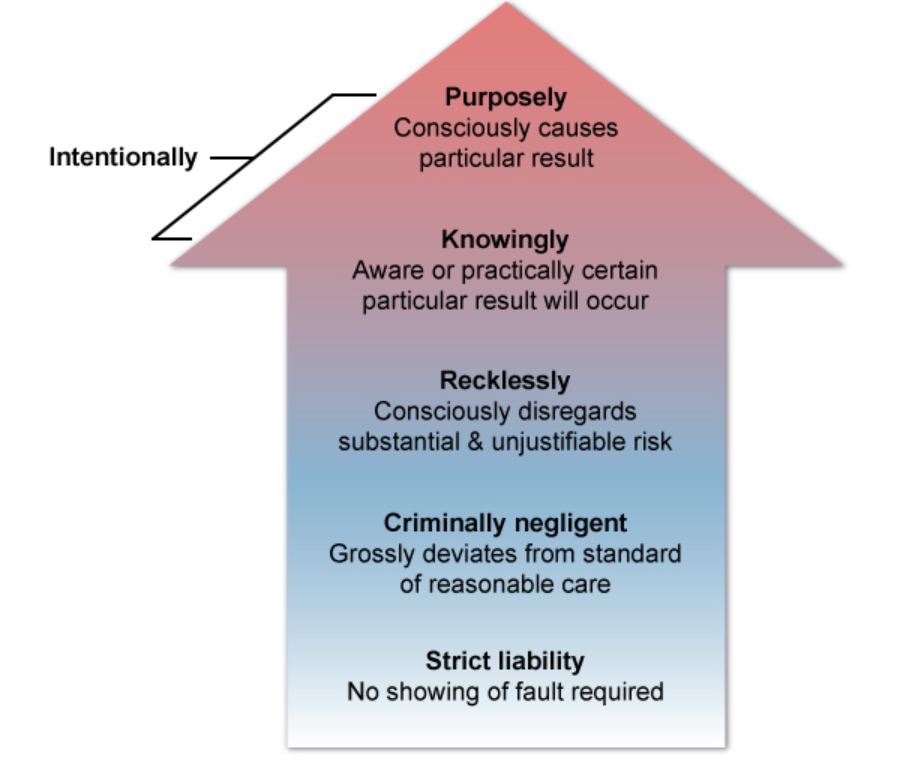 Purposely
Consciously causes
particular result
Intentionally
Knowingly
Aware or practically certain
particular result will occur
Recklessly
Consciously disregards
substantial & unjustifiable risk
Criminally negligent
Grossly deviates from standard
of reasonable care
Strict liability
No showing of fault required